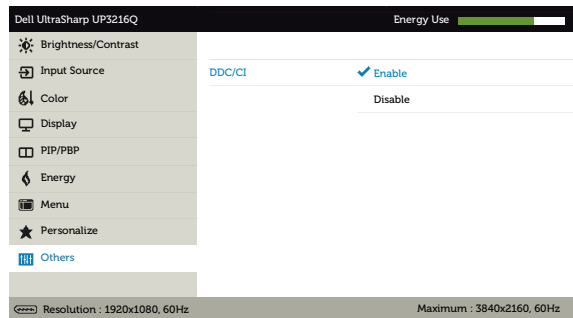 Dell UltraSharp UP3216Q Energy Use
Brightness/Contrast
Input Source
DDC/CI Enable
Color
Disable
Display
PIP/PBP
Energy
Menu
Personalize
Others
Resolution : 1920x1080, 60Hz Maximum : 3840x2160, 60Hz